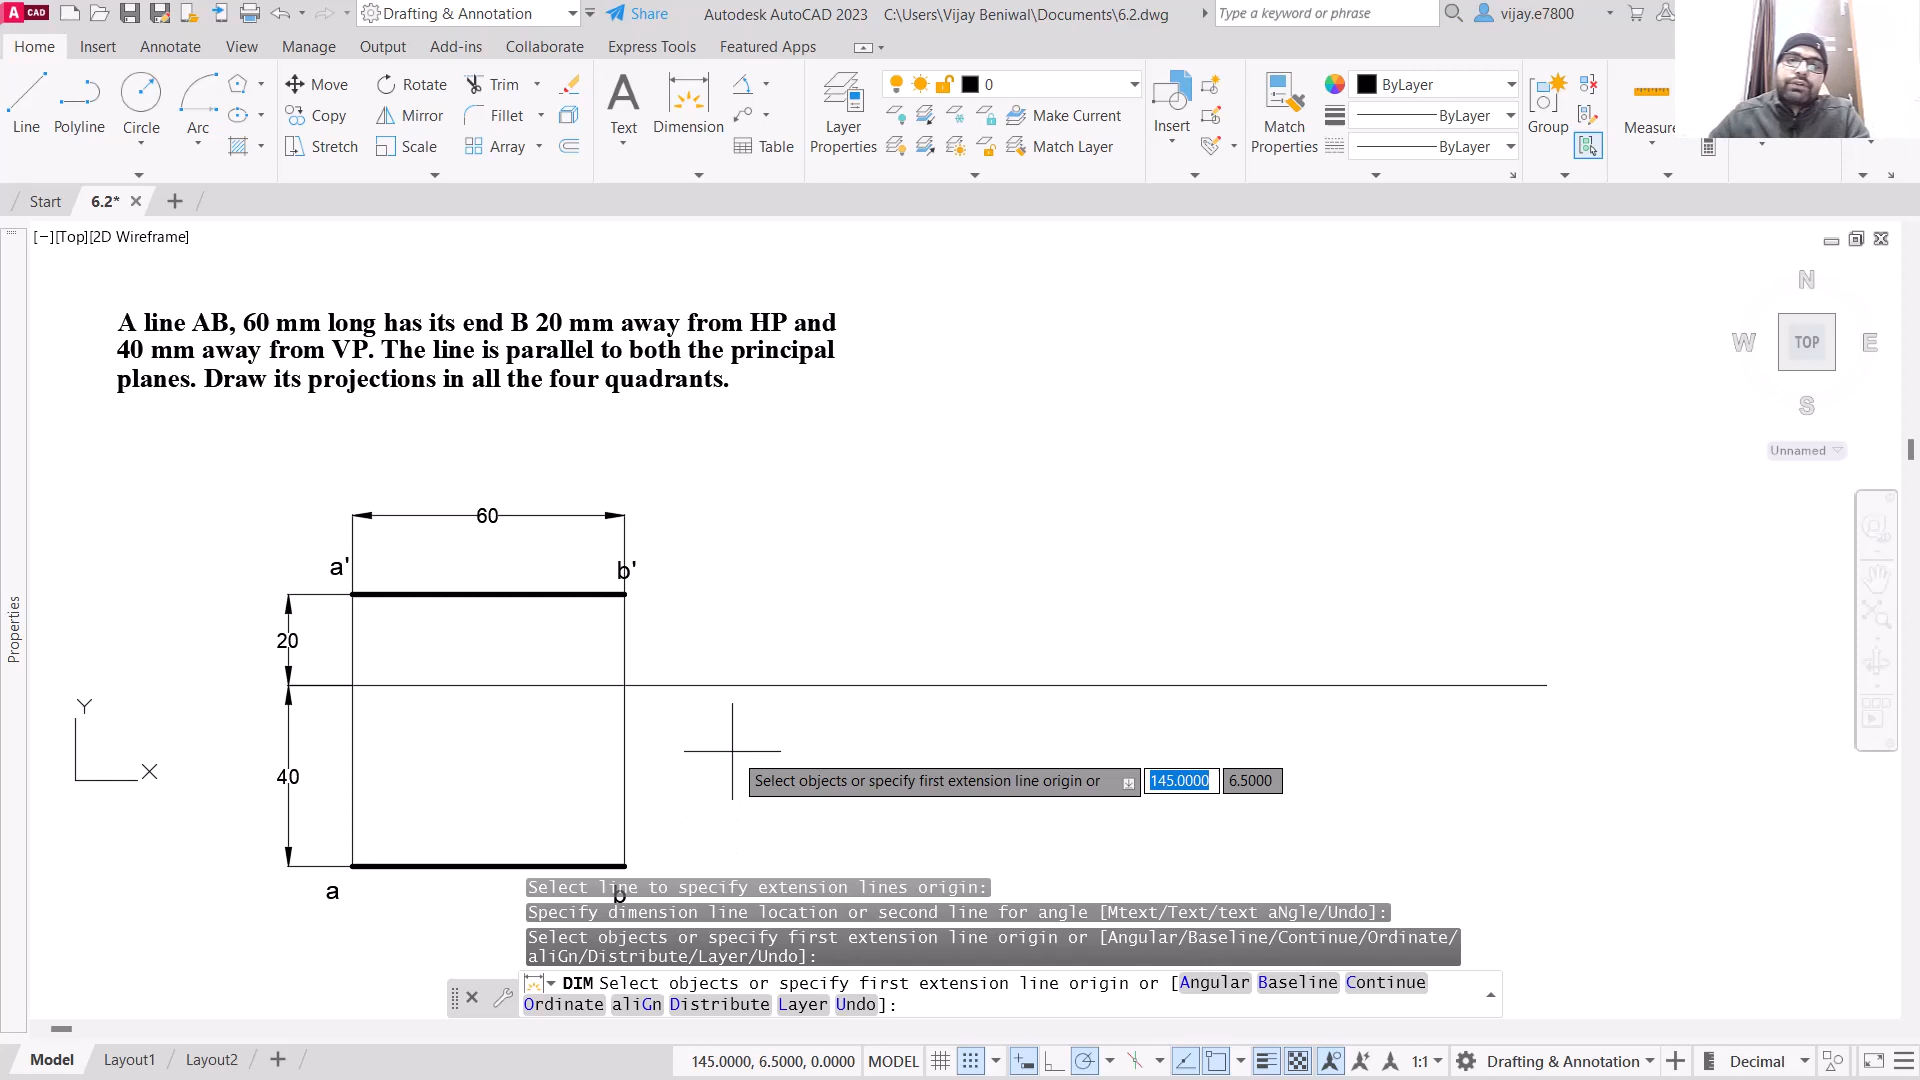 A CAD
Drafting & Annotation
Share
Autodesk AutoCAD 2023 C:\Users\Vijay Beniwal\Documents\6.2.dwg
Type a keyword or phrase
vijay.e7800
Home Insert Annotate View Manage Output Add-ins Collaborate Express Tools Featured Apps
Line
Polyline
Circle
Arc
Move
Rotate
Trim
Copy
Mirror
Fillet
Stretch
Scale
Array
Text
Dimension
Table
Layer
Properties
0
Make Current
Match Layer
Insert
Match
Properties
ByLayer
ByLayer
ByLayer
Group
Measure
Start
6.2*
[−][Top][2D Wireframe]
N
W
TOP
E
S
Unnamed
A line AB, 60 mm long has its end B 20 mm away from HP and
40 mm away from VP. The line is parallel to both the principal
planes. Draw its projections in all the four quadrants.
60
a'
b'
20
40
a
b
Y
X
Properties
Select objects or specify first extension line origin or 145.0000 6.5000
Select line to specify extension lines origin:
Specify dimension line location or second line for angle [Mtext/Text/text aNgle/Undo]:
Select objects or specify first extension line origin or [Angular/Baseline/Continue/Ordinate/
aliGn/Distribute/Layer/Undo]:
DIM Select objects or specify first extension line origin or [Angular Baseline Continue
Ordinate aliGn Distribute Layer Undo]:
Model Layout1 Layout2
145.0000, 6.5000, 0.0000 MODEL
1:1
Drafting & Annotation
Decimal